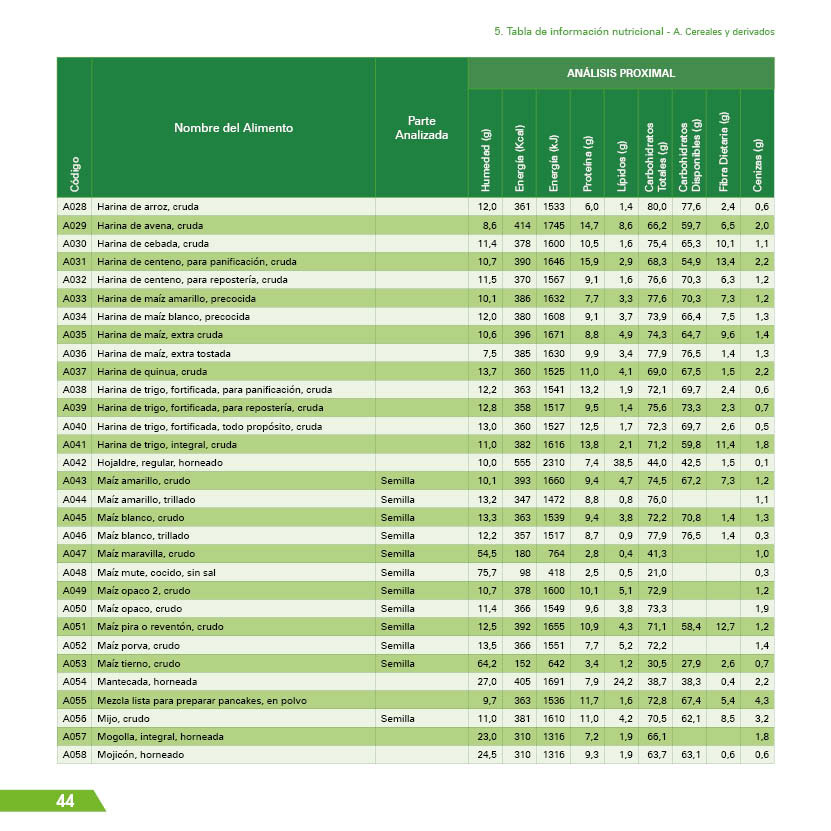 5. Tabla de información nutricional - A. Cereales y derivados
ANÁLISIS PROXIMAL
Código Nombre del Alimento Parte Analizada Humedad (g) Energía (Kcal) Energía (kJ) Proteína (g) Lípidos (g) Carbohidratos Totales (g) Carbohidratos Disponibles (g) Fibra Dietaria (g) Cenizas (g)
A028 Harina de arroz, cruda 12,0 361 1533 6,0 1,4 80,0 77,6 2,4 0,6
A029 Harina de avena, cruda 8,6 414 1745 14,7 8,6 66,2 59,7 6,5 2,0
A030 Harina de cebada, cruda 11,4 378 1600 10,5 1,6 75,4 65,3 10,1 1,1
A031 Harina de centeno, para panificación, cruda 10,7 390 1646 15,9 2,9 68,3 54,9 13,4 2,2
A032 Harina de centeno, para repostería, cruda 11,5 370 1567 9,1 1,6 76,6 70,3 6,3 1,2
A033 Harina de maíz amarillo, precocida 10,1 386 1632 7,7 3,3 77,6 70,3 7,3 1,2
A034 Harina de maíz blanco, precocida 12,0 380 1608 9,1 3,7 73,9 66,4 7,5 1,3
A035 Harina de maíz, extra cruda 10,6 396 1671 8,8 4,9 74,3 64,7 9,6 1,4
A036 Harina de maíz, extra tostada 7,5 385 1630 9,9 3,4 77,9 76,5 1,4 1,3
A037 Harina de quinua, cruda 13,7 360 1525 11,0 4,1 69,0 67,5 1,5 2,2
A038 Harina de trigo, fortificada, para panificación, cruda 12,2 363 1541 13,2 1,9 72,1 69,7 2,4 0,6
A039 Harina de trigo, fortificada, para repostería, cruda 12,8 358 1517 9,5 1,4 75,6 73,3 2,3 0,7
A040 Harina de trigo, fortificada, todo propósito, cruda 13,0 360 1527 12,5 1,7 72,3 69,7 2,6 0,5
A041 Harina de trigo, integral, cruda 11,0 382 1616 13,8 2,1 71,2 59,8 11,4 1,8
A042 Hojaldre, regular, horneado 10,0 555 2310 7,4 38,5 44,0 42,5 1,5 0,1
A043 Maíz amarillo, crudo Semilla 10,1 393 1660 9,4 4,7 74,5 67,2 7,3 1,2
A044 Maíz amarillo, trillado Semilla 13,2 347 1472 8,8 0,8 76,0 1,1
A045 Maíz blanco, crudo Semilla 13,3 363 1539 9,4 3,8 72,2 70,8 1,4 1,3
A046 Maíz blanco, trillado Semilla 12,2 357 1517 8,7 0,9 77,9 76,5 1,4 0,3
A047 Maíz maravilla, crudo Semilla 54,5 180 764 2,8 0,4 41,3 1,0
A048 Maíz mute, cocido, sin sal Semilla 75,7 98 418 2,5 0,5 21,0 0,3
A049 Maíz opaco 2, crudo Semilla 10,7 378 1600 10,1 5,1 72,9 1,2
A050 Maíz opaco, crudo Semilla 11,4 366 1549 9,6 3,8 73,3 1,9
A051 Maíz pira o reventón, crudo Semilla 12,5 392 1655 10,9 4,3 71,1 58,4 12,7 1,2
A052 Maíz porva, crudo Semilla 13,5 366 1551 7,7 5,2 72,2 1,4
A053 Maíz tierno, crudo Semilla 64,2 152 642 3,4 1,2 30,5 27,9 2,6 0,7
A054 Mantecada, horneada 27,0 405 1691 7,9 24,2 38,7 38,3 0,4 2,2
A055 Mezcla lista para preparar pancakes, en polvo 9,7 363 1536 11,7 1,6 72,8 67,4 5,4 4,3
A056 Mijo, crudo Semilla 11,0 381 1610 11,0 4,2 70,5 62,1 8,5 3,2
A057 Mogolla, integral, horneada 23,0 310 1316 7,2 1,9 66,1 1,8
A058 Mojicón, horneado 24,5 310 1316 9,3 1,9 63,7 63,1 0,6 0,6
44